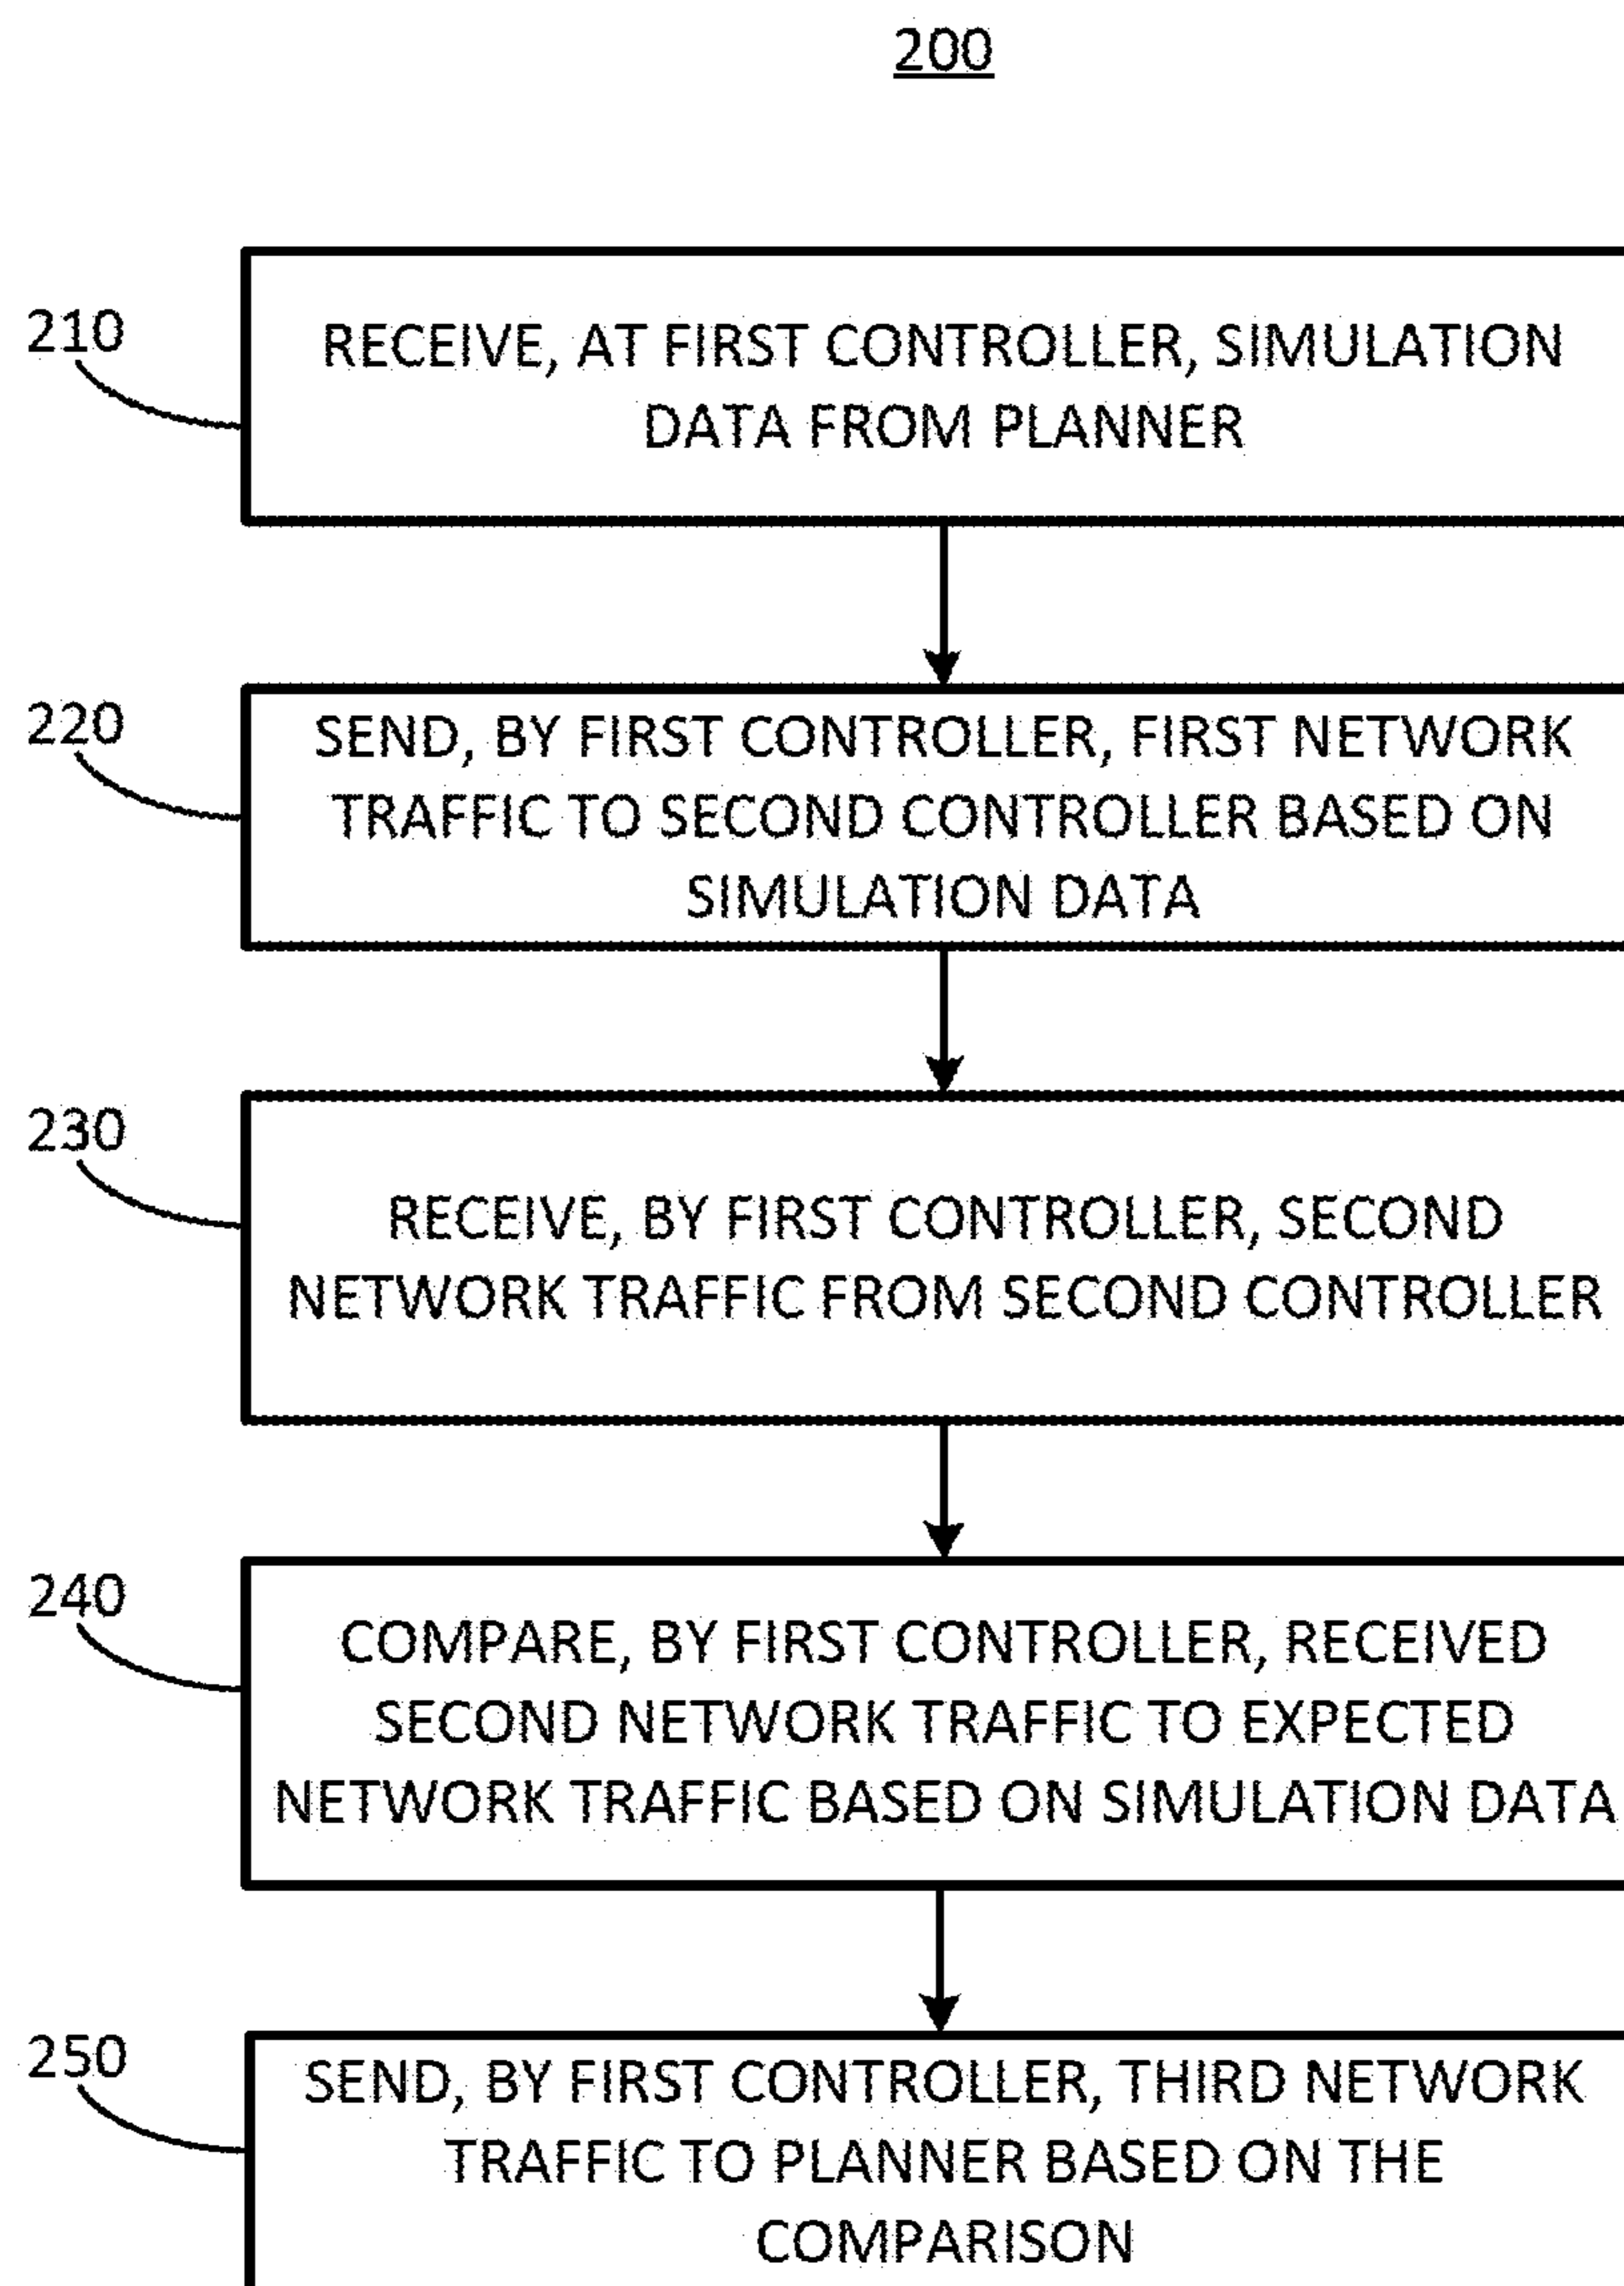 200
210
RECEIVE, AT FIRST CONTROLLER, SIMULATION
DATA FROM PLANNER
220
SEND, BY FIRST CONTROLLER, FIRST NETWORK
TRAFFIC TO SECOND CONTROLLER BASED ON
SIMULATION DATA
230
RECEIVE, BY FIRST CONTROLLER, SECOND
NETWORK TRAFFIC FROM SECOND CONTROLLER
240
COMPARE, BY FIRST CONTROLLER, RECEIVED
SECOND NETWORK TRAFFIC TO EXPECTED
NETWORK TRAFFIC BASED ON SIMULATION DATA
250
SEND, BY FIRST CONTROLLER, THIRD NETWORK
TRAFFIC TO PLANNER BASED ON THE
COMPARISON